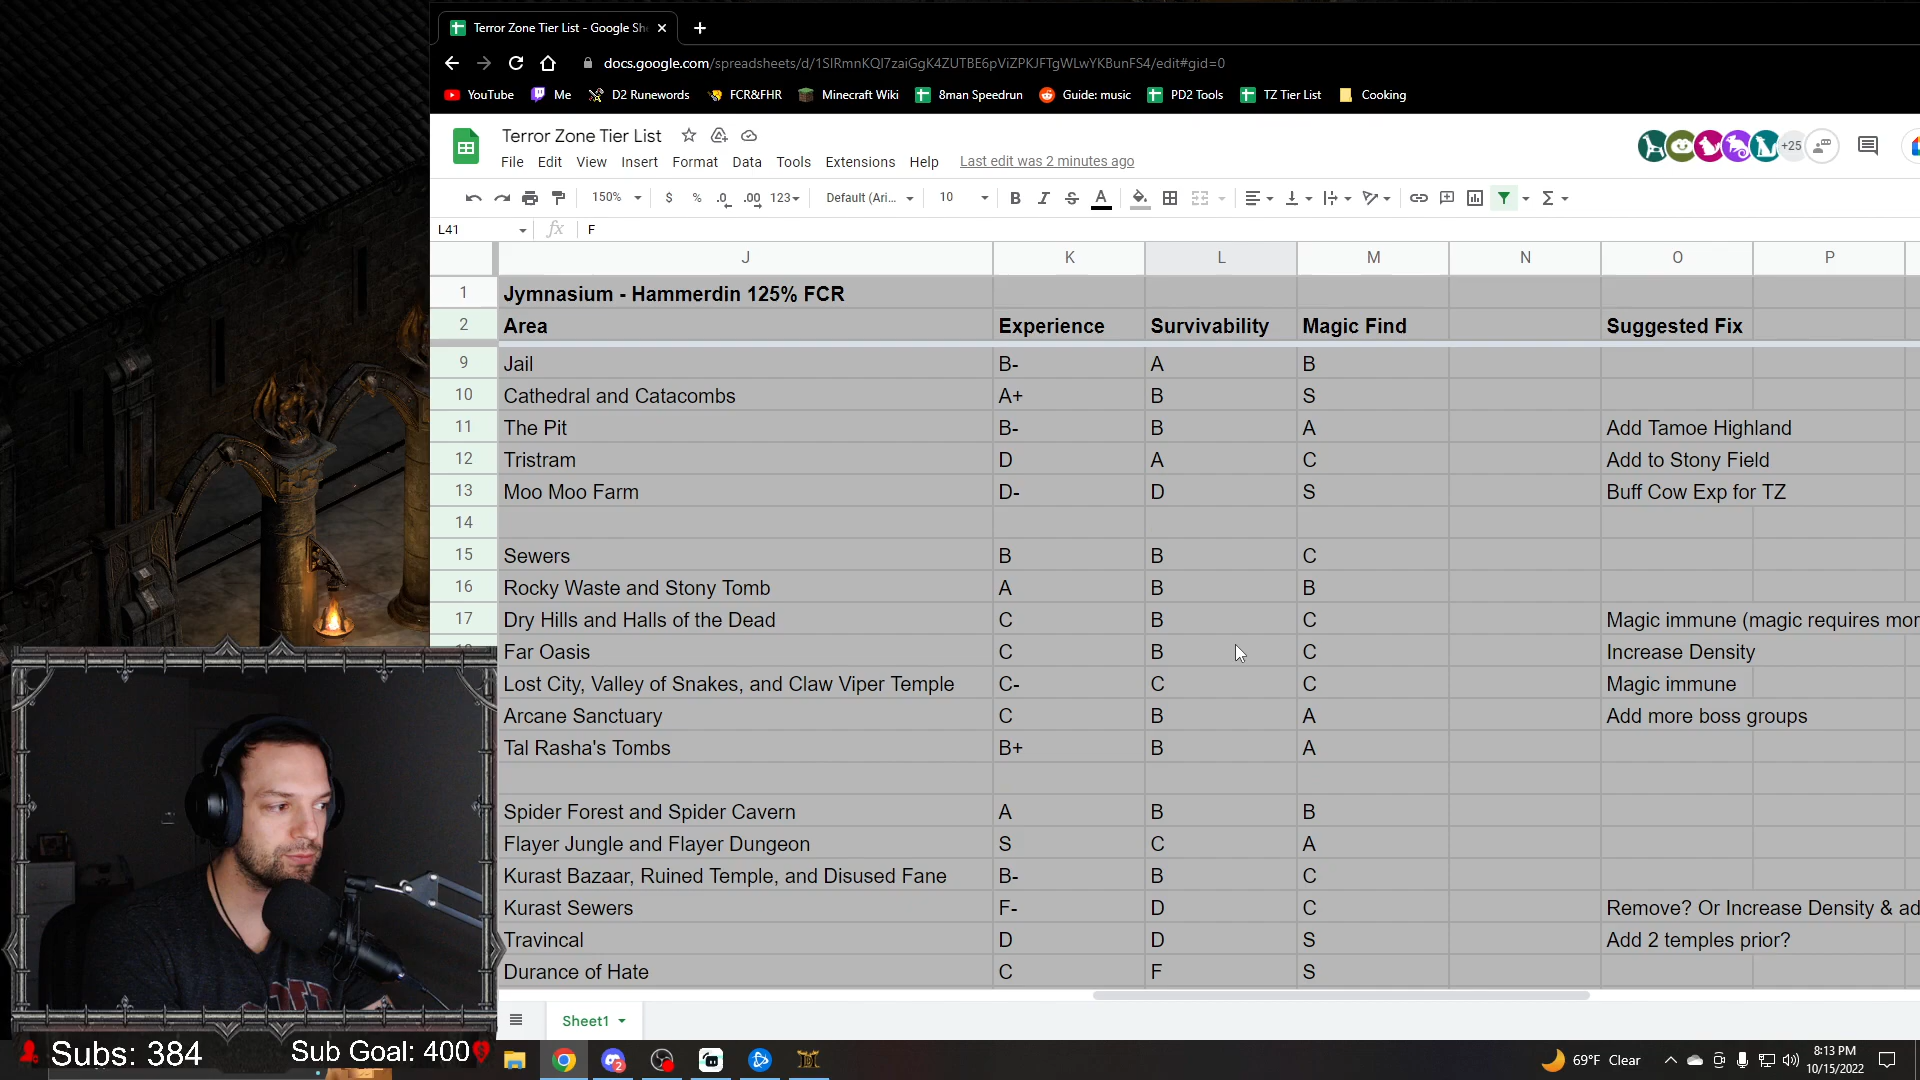 Terror Zone Tier List - Google Sh
docs.google.com/spreadsheets/d/1SIRmnKQI7zaiGgK4ZUTBE6pViZPKJFTgWLwYKBunFS4/edit#gid=0
YouTube Me D2 Runewords FCR&FHR Minecraft Wiki 8man Speedrun Guide: music PD2 Tools TZ Tier List Cooking
Terror Zone Tier List
+25
File Edit View Insert Format Data Tools Extensions Help Last edit was 2 minutes ago
150% $ % .0 .00 123 Default (Ari... 10 B I S A
L41 fx F
J K L M N O P
1 Jymnasium - Hammerdin 125% FCR
2 Area Experience Survivability Magic Find Suggested Fix
9 Jail B- A B
10 Cathedral and Catacombs A+ B S
11 The Pit B- B A Add Tamoe Highland
12 Tristram D A C Add to Stony Field
13 Moo Moo Farm D- D S Buff Cow Exp for TZ
14
15 Sewers B B C
16 Rocky Waste and Stony Tomb A B B
17 Dry Hills and Halls of the Dead C B C Magic immune (magic requires mor
Far Oasis C B C Increase Density
Lost City, Valley of Snakes, and Claw Viper Temple C- C C Magic immune
Arcane Sanctuary C B A Add more boss groups
Tal Rasha's Tombs B+ B A
Spider Forest and Spider Cavern A B B
Flayer Jungle and Flayer Dungeon S C A
Kurast Bazaar, Ruined Temple, and Disused Fane B- B C
Kurast Sewers F- D C Remove? Or Increase Density & ad
Travincal D D S Add 2 temples prior?
Durance of Hate C F S
Sheet1
Subs: 384 Sub Goal: 400
2
69°F Clear
8:13 PM
10/15/2022